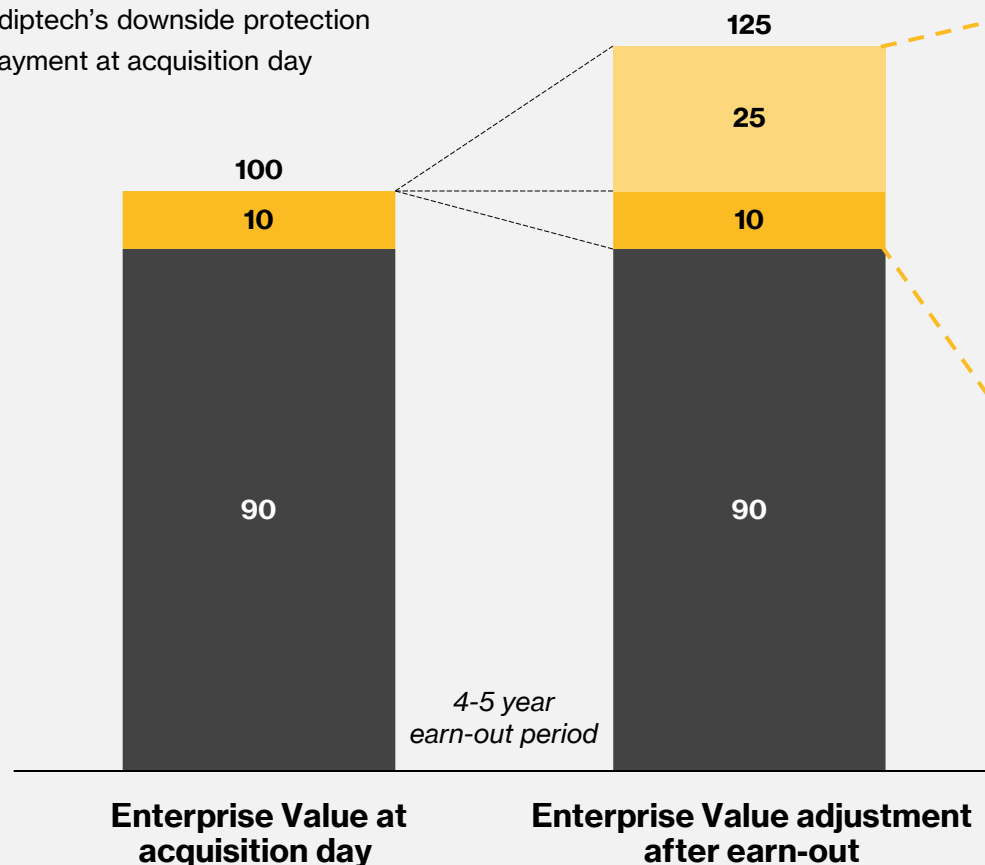 diptech's downside protection
ayment at acquisition day
125
25
100
10
10
90
90
4-5 year
earn-out period
Enterprise Value at
acquisition day
Enterprise Value adjustment
after earn-out